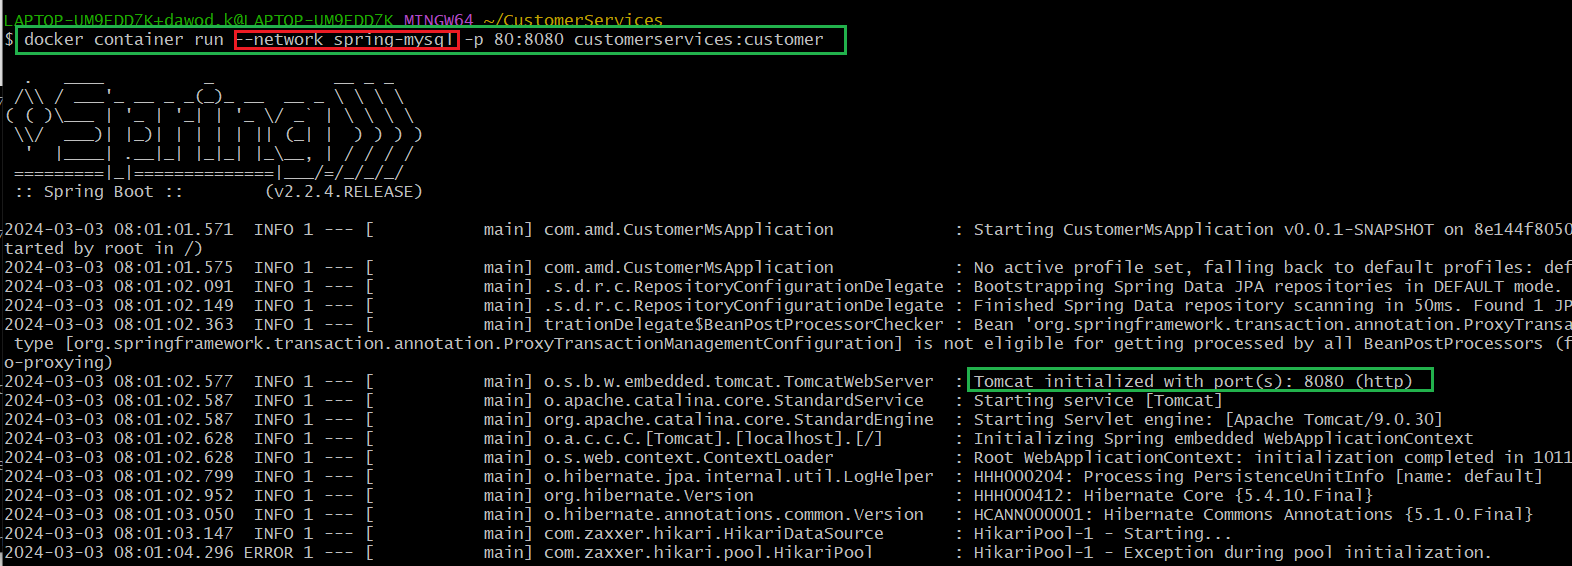 LAPTOP-UM9EDDZK+dawod.k@LAPTOP-UM9EDDZK MINGW64 ~/CustomerServices
$ docker container run --network spring-mysql -p 80:8080 customerservices:customer
  .   ____          _            __ _ _
 /\\ / ___'_ __ _ _(_)_ __  __ _ \ \ \ \
( ( )\___ | '_ | '_| | '_ \/ _` | \ \ \ \
 \\/  ___)| |_)| | | | | || (_| |  ) ) ) )
  '  |____| .__|_| |_|_| |_\__, | / / / /
 =========|_|==============|___/=/_/_/_/
 :: Spring Boot ::        (v2.2.4.RELEASE)
2024-03-03 08:01:01.571  INFO 1 --- [           main] com.amd.CustomerMsApplication            : Starting CustomerMsApplication v0.0.1-SNAPSHOT on 8e144f8050
tarted by root in /)
2024-03-03 08:01:01.575  INFO 1 --- [           main] com.amd.CustomerMsApplication            : No active profile set, falling back to default profiles: def
2024-03-03 08:01:02.091  INFO 1 --- [           main] .s.d.r.c.RepositoryConfigurationDelegate : Bootstrapping Spring Data JPA repositories in DEFAULT mode.
2024-03-03 08:01:02.149  INFO 1 --- [           main] .s.d.r.c.RepositoryConfigurationDelegate : Finished Spring Data repository scanning in 50ms. Found 1 JP
2024-03-03 08:01:02.363  INFO 1 --- [           main] trationDelegate$BeanPostProcessorChecker : Bean 'org.springframework.transaction.annotation.ProxyTransa
 type [org.springframework.transaction.annotation.ProxyTransactionManagementConfiguration] is not eligible for getting processed by all BeanPostProcessors (f
o-proxying)
2024-03-03 08:01:02.577  INFO 1 --- [           main] o.s.b.w.embedded.tomcat.TomcatWebServer  : Tomcat initialized with port(s): 8080 (http)
2024-03-03 08:01:02.587  INFO 1 --- [           main] o.apache.catalina.core.StandardService   : Starting service [Tomcat]
2024-03-03 08:01:02.587  INFO 1 --- [           main] org.apache.catalina.core.StandardEngine  : Starting Servlet engine: [Apache Tomcat/9.0.30]
2024-03-03 08:01:02.628  INFO 1 --- [           main] o.a.c.c.C.[Tomcat].[localhost].[/]       : Initializing Spring embedded WebApplicationContext
2024-03-03 08:01:02.628  INFO 1 --- [           main] o.s.web.context.ContextLoader            : Root WebApplicationContext: initialization completed in 1011
2024-03-03 08:01:02.799  INFO 1 --- [           main] o.hibernate.jpa.internal.util.LogHelper  : HHH000204: Processing PersistenceUnitInfo [name: default]
2024-03-03 08:01:02.952  INFO 1 --- [           main] org.hibernate.Version                    : HHH000412: Hibernate Core {5.4.10.Final}
2024-03-03 08:01:03.050  INFO 1 --- [           main] o.hibernate.annotations.common.Version   : HCANN000001: Hibernate Commons Annotations {5.1.0.Final}
2024-03-03 08:01:03.147  INFO 1 --- [           main] com.zaxxer.hikari.HikariDataSource       : HikariPool-1 - Starting...
2024-03-03 08:01:04.296 ERROR 1 --- [           main] com.zaxxer.hikari.pool.HikariPool        : HikariPool-1 - Exception during pool initialization.